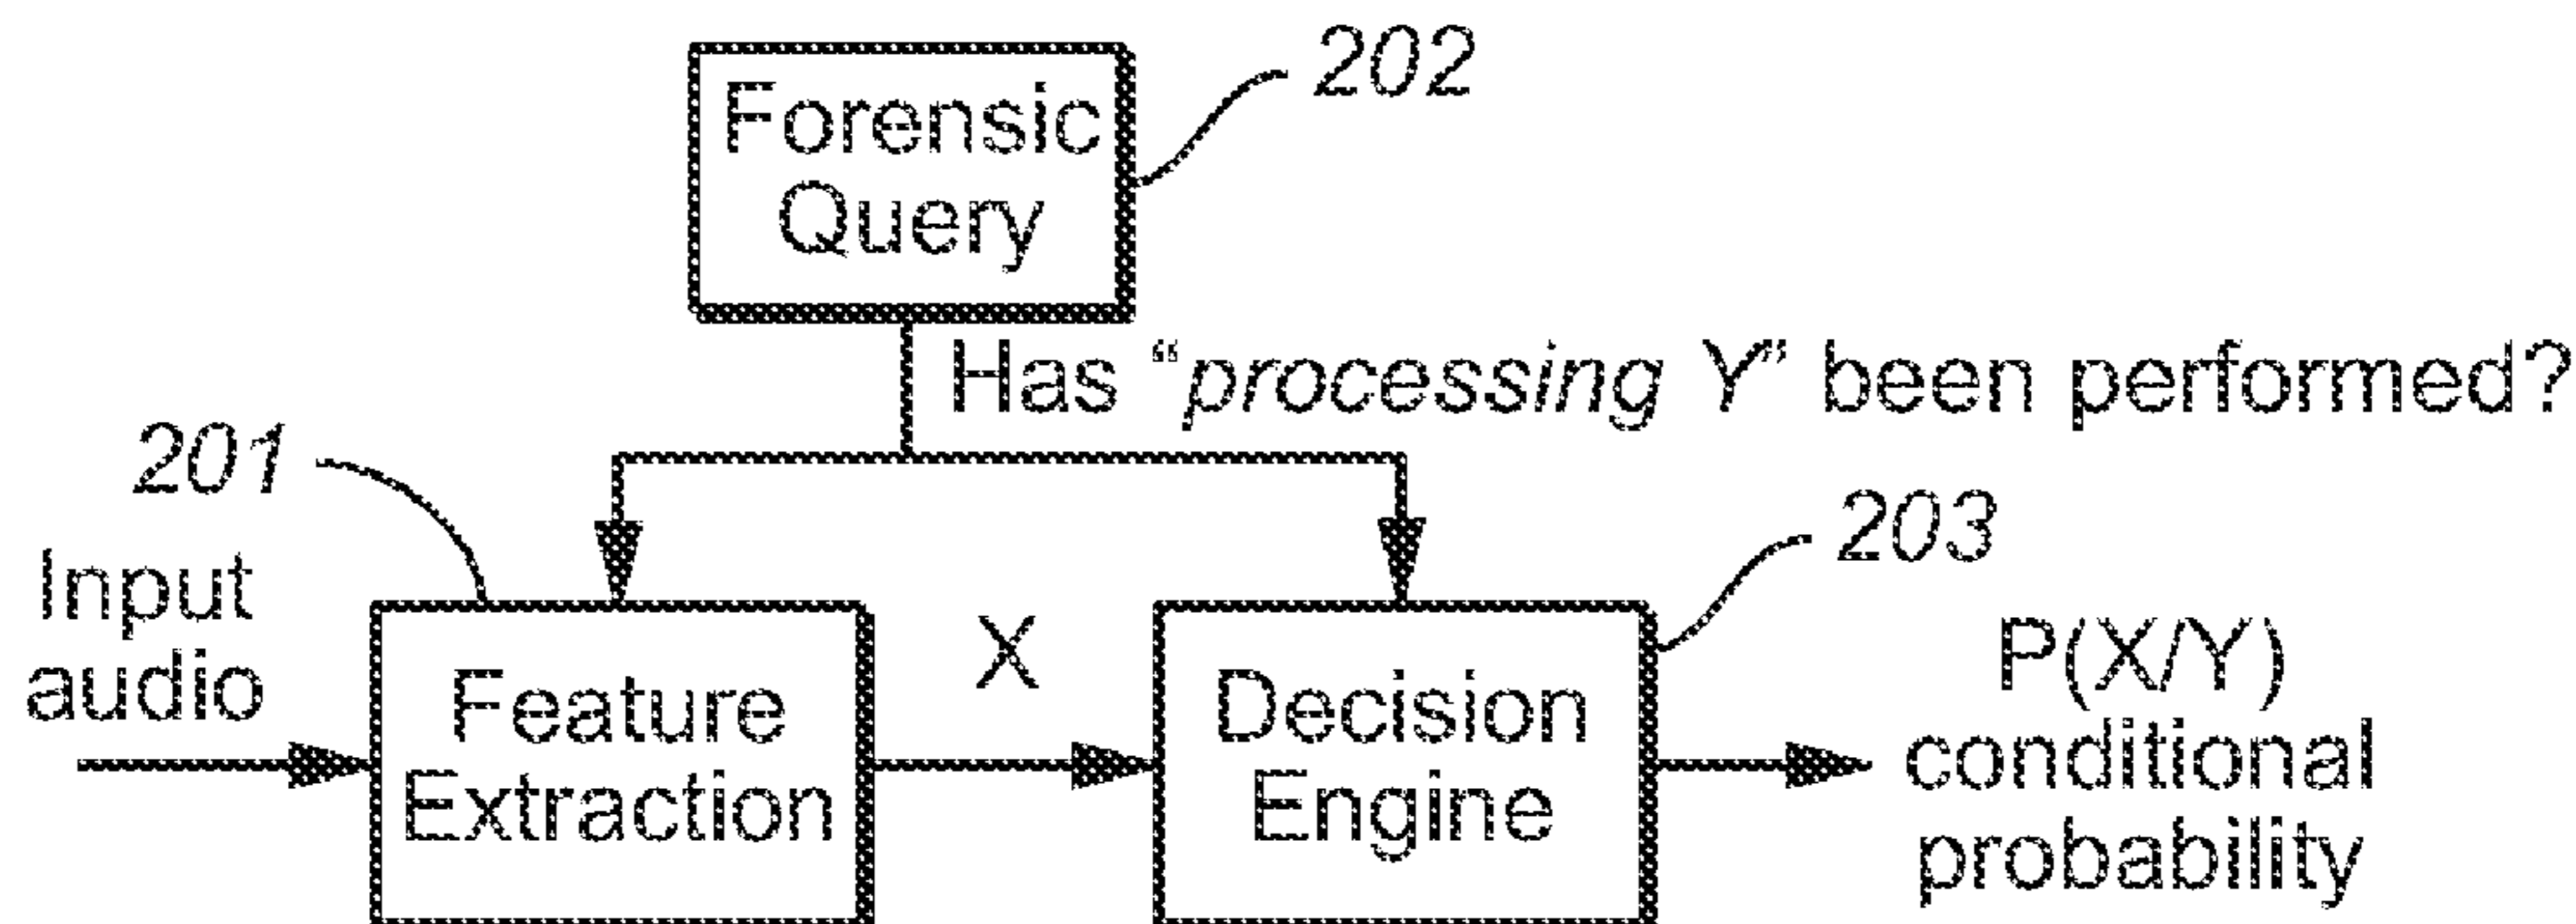 202
Forensic
Query
Has “processing Y” been performed?
201
203
Input
audio
X
Feature
Extraction
Decision
Engine
P(X/Y)
conditional
probability